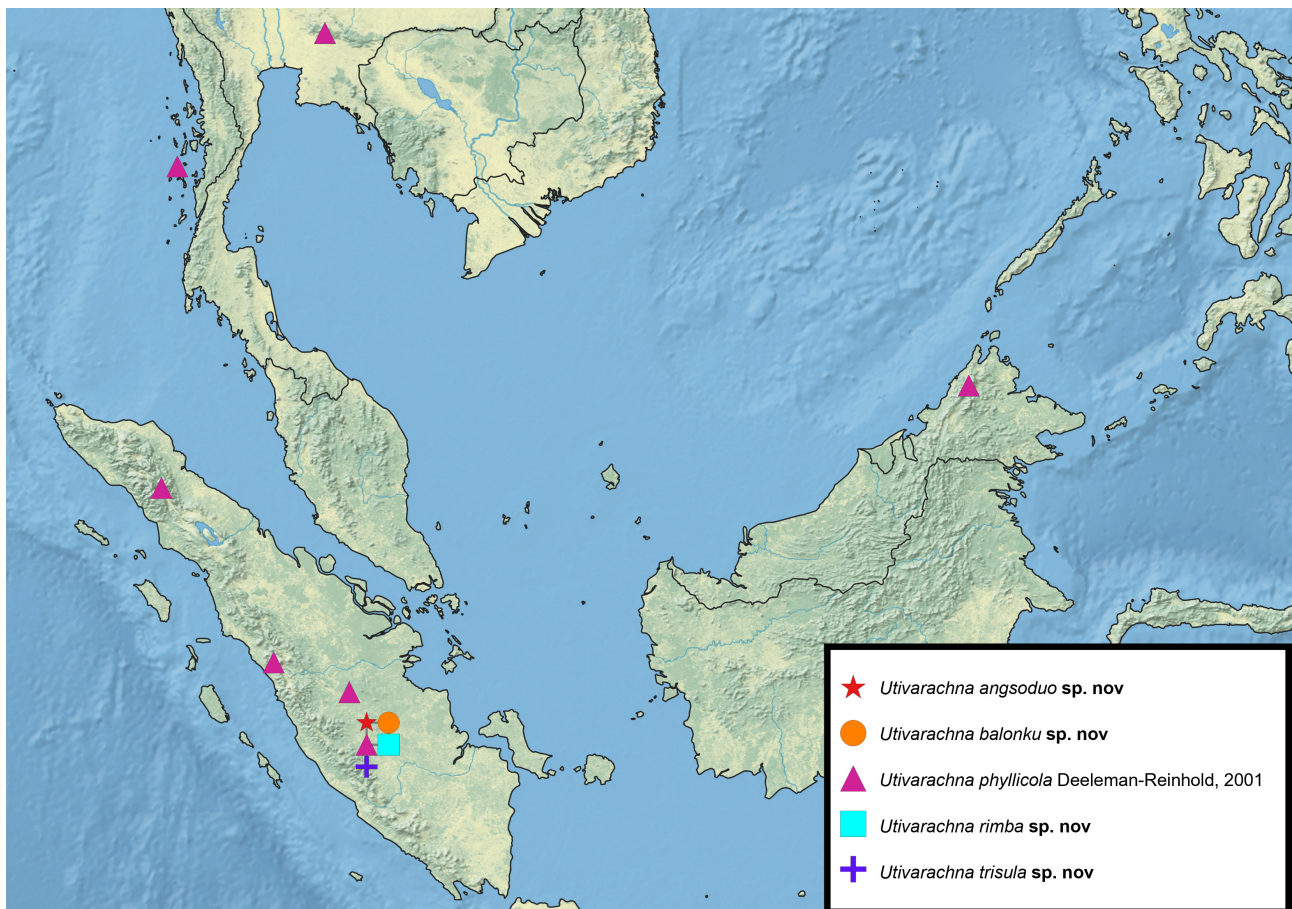 Utivarachna angsoduo sp. nov
Utivarachna balonku sp. nov
Utivarachna phyllicola Deeleman-Reinhold, 2001
Utivarachna rimba sp. nov
Utivarachna trisula sp. nov